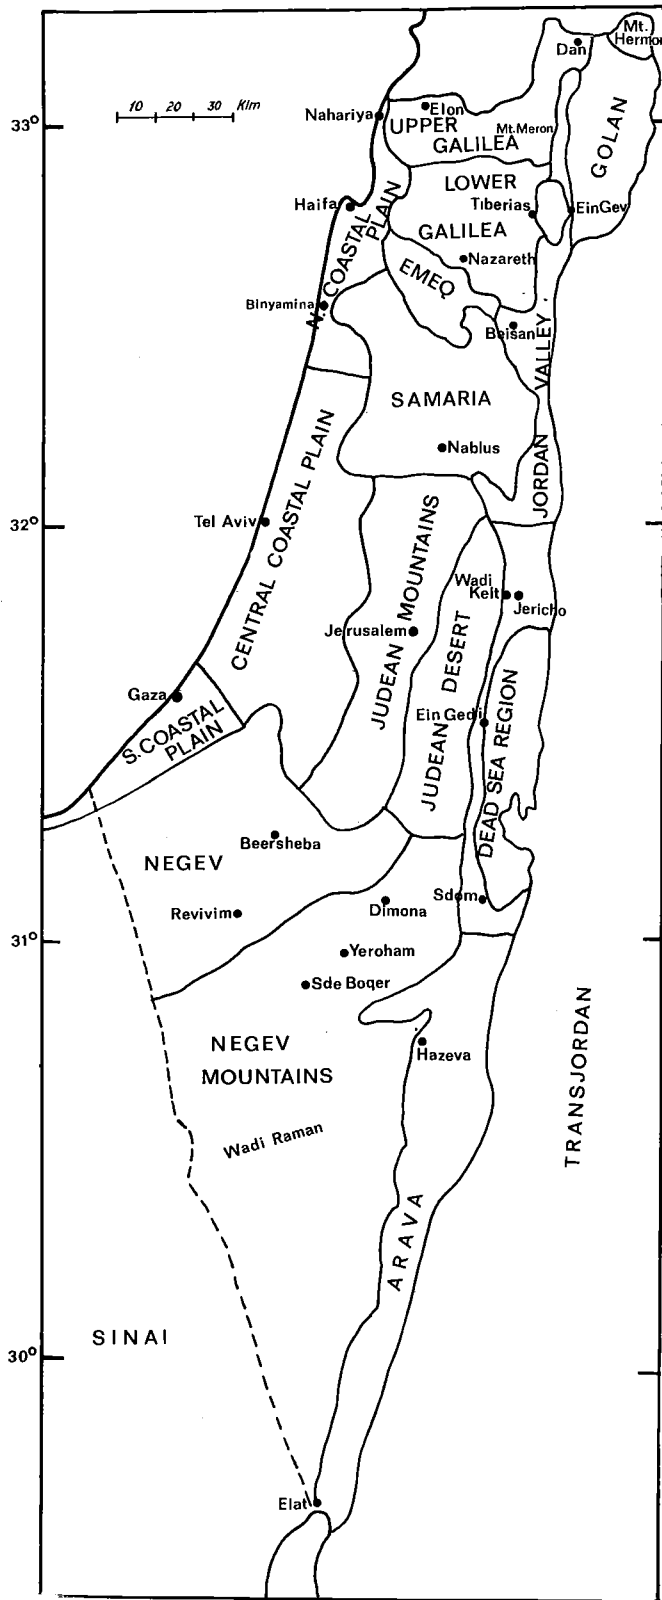 Mt.
Hermon
Dan
10 20 30 Klm
33°
Nahariya
Elon
UPPER
GALILEA
Mt.Meron
GOLAN
LOWER
GALILEA
Haifa
Tiberias
EinGev
Nazareth
N. COASTAL
PLAIN
EMEQ
Binyamina
Beisan
JORDAN VALLEY
SAMARIA
Nablus
32°
Tel Aviv
CENTRAL COASTAL PLAIN
JUDEAN MOUNTAINS
Wadi
Kelt
Jericho
Jerusalem
JUDEAN DESERT
Gaza
Ein Gedi
S. COASTAL
PLAIN
DEAD SEA REGION
Beersheba
NEGEV
Revivim
Dimona
Sdom
31°
Yeroham
Sde Boqer
NEGEV
MOUNTAINS
Hazeva
TRANSJORDAN
Wadi Raman
ARAVA
SINAI
30°
Elat